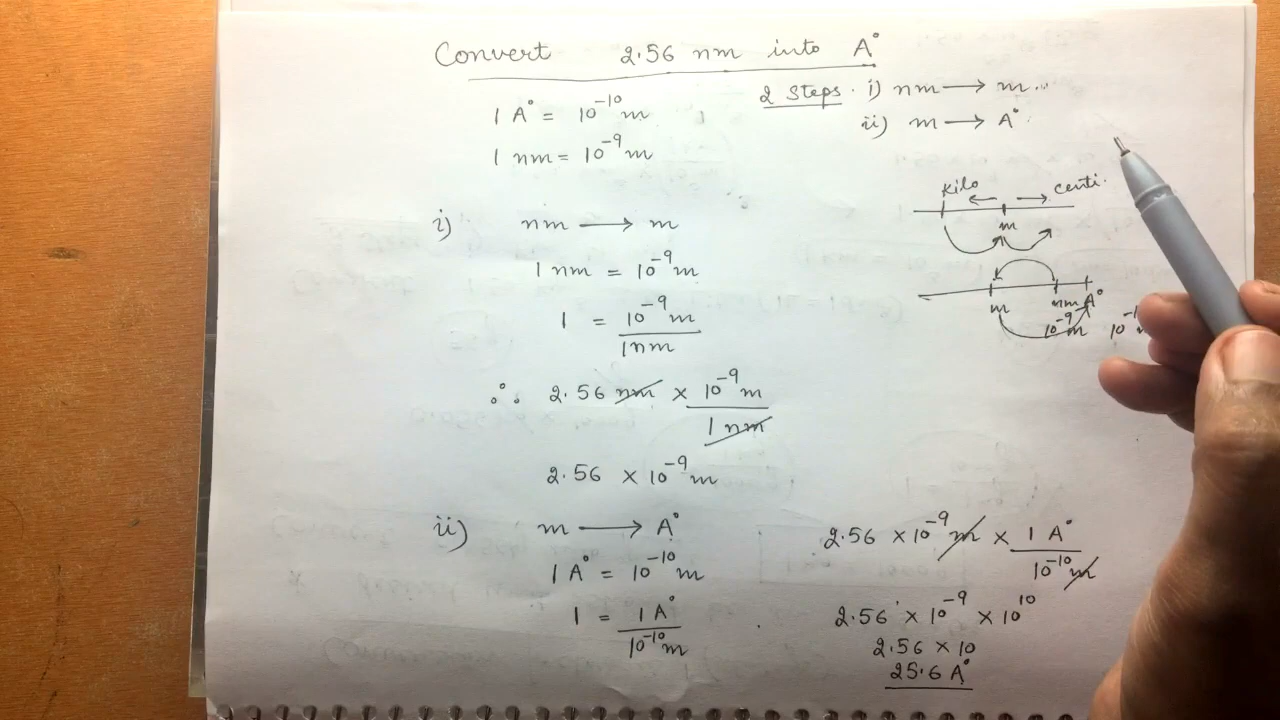 Convert 2.56 nm into A°
2 Steps. i) nm → m..
ii) m → A°
1 A° = 10⁻¹⁰ m
1 nm = 10⁻⁹ m
Kilo ← → centi.
m
m nm A°
10⁻⁹m
i) nm → m
1 nm = 10⁻⁹ m
1 = 10⁻⁹ m / 1nm
∴ 2.56 nm × 10⁻⁹ m / 1 nm
2.56 × 10⁻⁹ m
ii) m → A°
1 A° = 10⁻¹⁰ m
1 = 1 A° / 10⁻¹⁰ m
2.56 × 10⁻⁹ m × 1 A° / 10⁻¹⁰ m
2.56 × 10⁻⁹ × 10¹⁰
2.56 × 10
25.6 A°